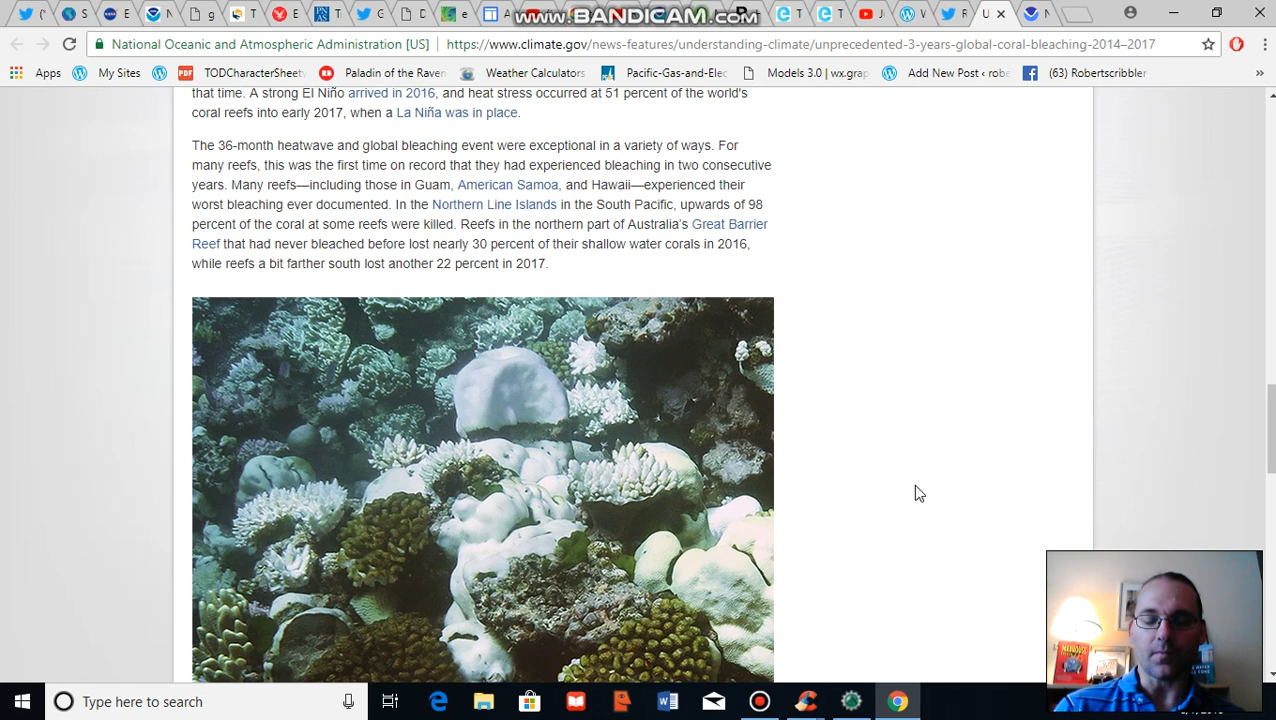 www.BANDICAM.com
National Oceanic and Atmospheric Administration [US] https://www.climate.gov/news-features/understanding-climate/unprecedented-3-years-global-coral-bleaching-2014–2017
Apps My Sites TODCharacterSheet Paladin of the Raven Weather Calculators Pacific-Gas-and-Elec Models 3.0 | wx.grap Add New Post ‹ robe (63) Robertscribbler »
that time. A strong El Niño arrived in 2016, and heat stress occurred at 51 percent of the world's
coral reefs into early 2017, when a La Niña was in place.
The 36-month heatwave and global bleaching event were exceptional in a variety of ways. For
many reefs, this was the first time on record that they had experienced bleaching in two consecutive
years. Many reefs—including those in Guam, American Samoa, and Hawaii—experienced their
worst bleaching ever documented. In the Northern Line Islands in the South Pacific, upwards of 98
percent of the coral at some reefs were killed. Reefs in the northern part of Australia's Great Barrier
Reef that had never bleached before lost nearly 30 percent of their shallow water corals in 2016,
while reefs a bit farther south lost another 22 percent in 2017.
Type here to search